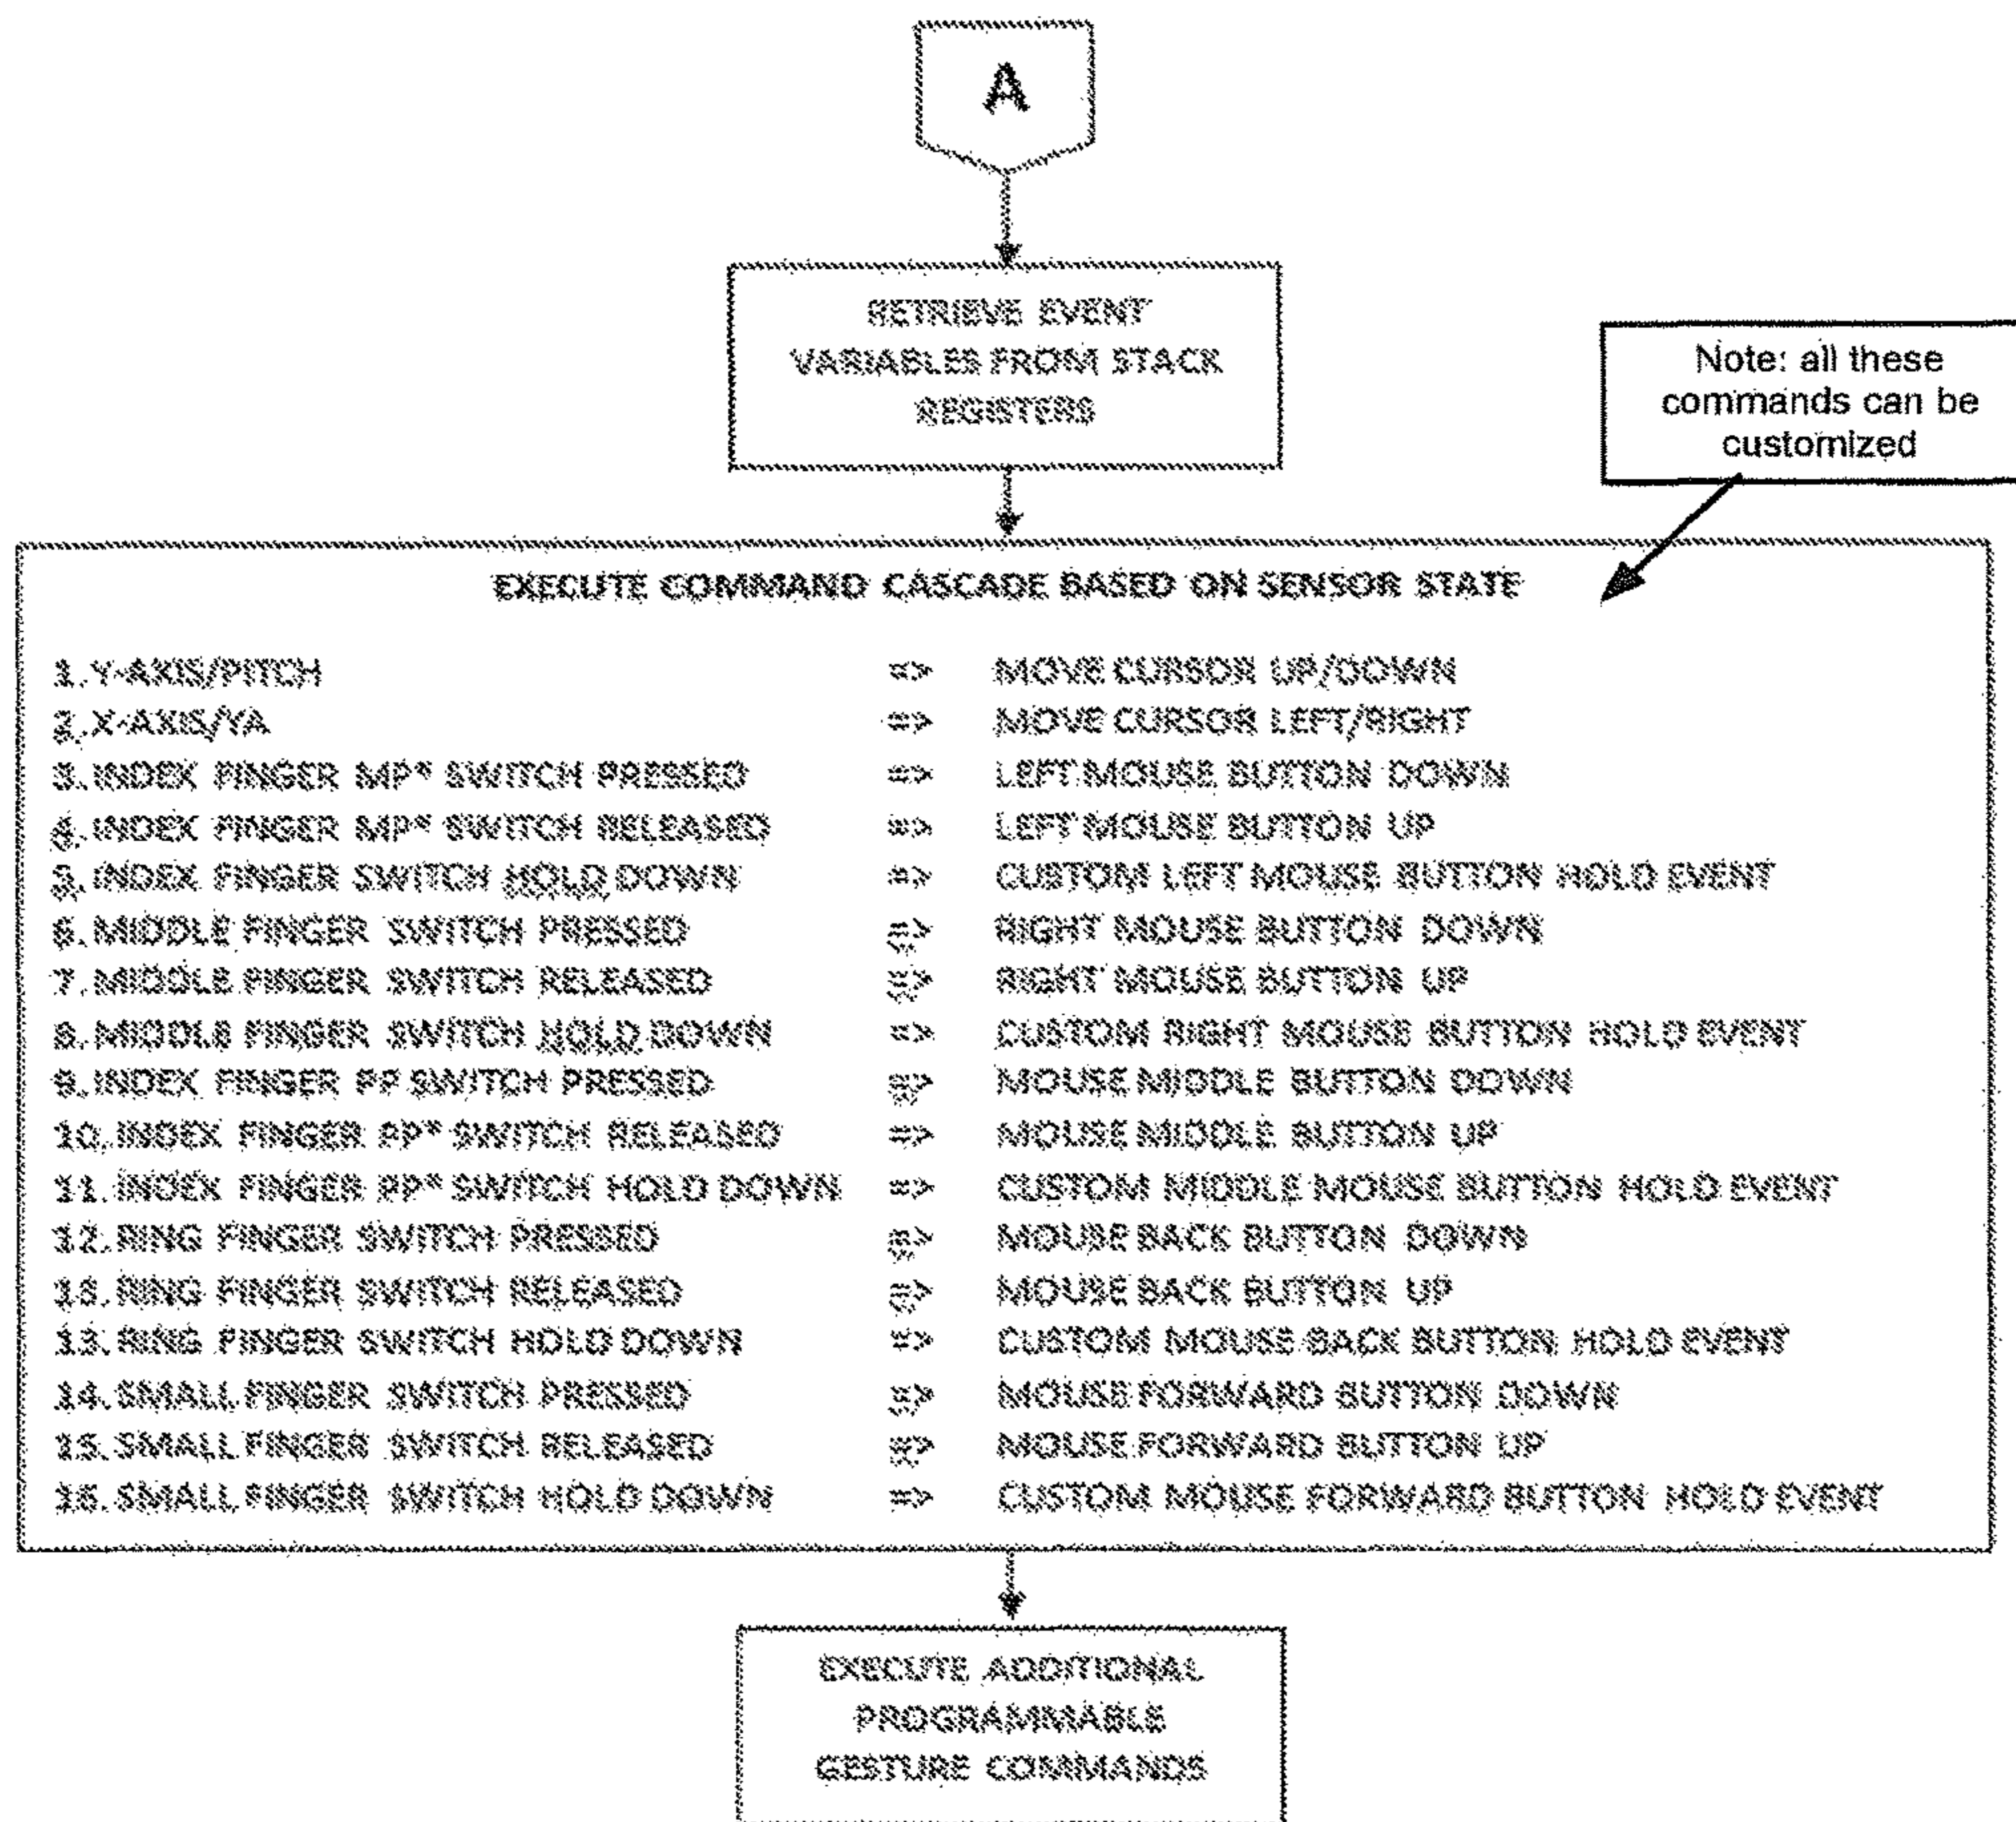 A
RETRIEVE EVENT
VARIABLES FROM STACK
REGISTERS
Note: all these
commands can be
customized
EXECUTE COMMAND CASCADE BASED ON SENSOR STATE
1. Y-AXIS/PITCH => MOVE CURSOR UP/DOWN
2. X-AXIS/YA => MOVE CURSOR LEFT/RIGHT
3. INDEX FINGER MP* SWITCH PRESSED => LEFT MOUSE BUTTON DOWN
4. INDEX FINGER MP* SWITCH RELEASED => LEFT MOUSE BUTTON UP
5. INDEX FINGER SWITCH HOLD DOWN => CUSTOM LEFT MOUSE BUTTON HOLD EVENT
6. MIDDLE FINGER SWITCH PRESSED => RIGHT MOUSE BUTTON DOWN
7. MIDDLE FINGER SWITCH RELEASED => RIGHT MOUSE BUTTON UP
8. MIDDLE FINGER SWITCH HOLD DOWN => CUSTOM RIGHT MOUSE BUTTON HOLD EVENT
9. INDEX FINGER PP SWITCH PRESSED => MOUSE MIDDLE BUTTON DOWN
10. INDEX FINGER PP* SWITCH RELEASED => MOUSE MIDDLE BUTTON UP
11. INDEX FINGER PP* SWITCH HOLD DOWN => CUSTOM MIDDLE MOUSE BUTTON HOLD EVENT
12. RING FINGER SWITCH PRESSED => MOUSE BACK BUTTON DOWN
13. RING FINGER SWITCH RELEASED => MOUSE BACK BUTTON UP
13. RING FINGER SWITCH HOLD DOWN => CUSTOM MOUSE BACK BUTTON HOLD EVENT
14. SMALL FINGER SWITCH PRESSED => MOUSE FORWARD BUTTON DOWN
15. SMALL FINGER SWITCH RELEASED => MOUSE FORWARD BUTTON UP
16. SMALL FINGER SWITCH HOLD DOWN => CUSTOM MOUSE FORWARD BUTTON HOLD EVENT
EXECUTE ADDITIONAL
PROGRAMMABLE
GESTURE COMMANDS